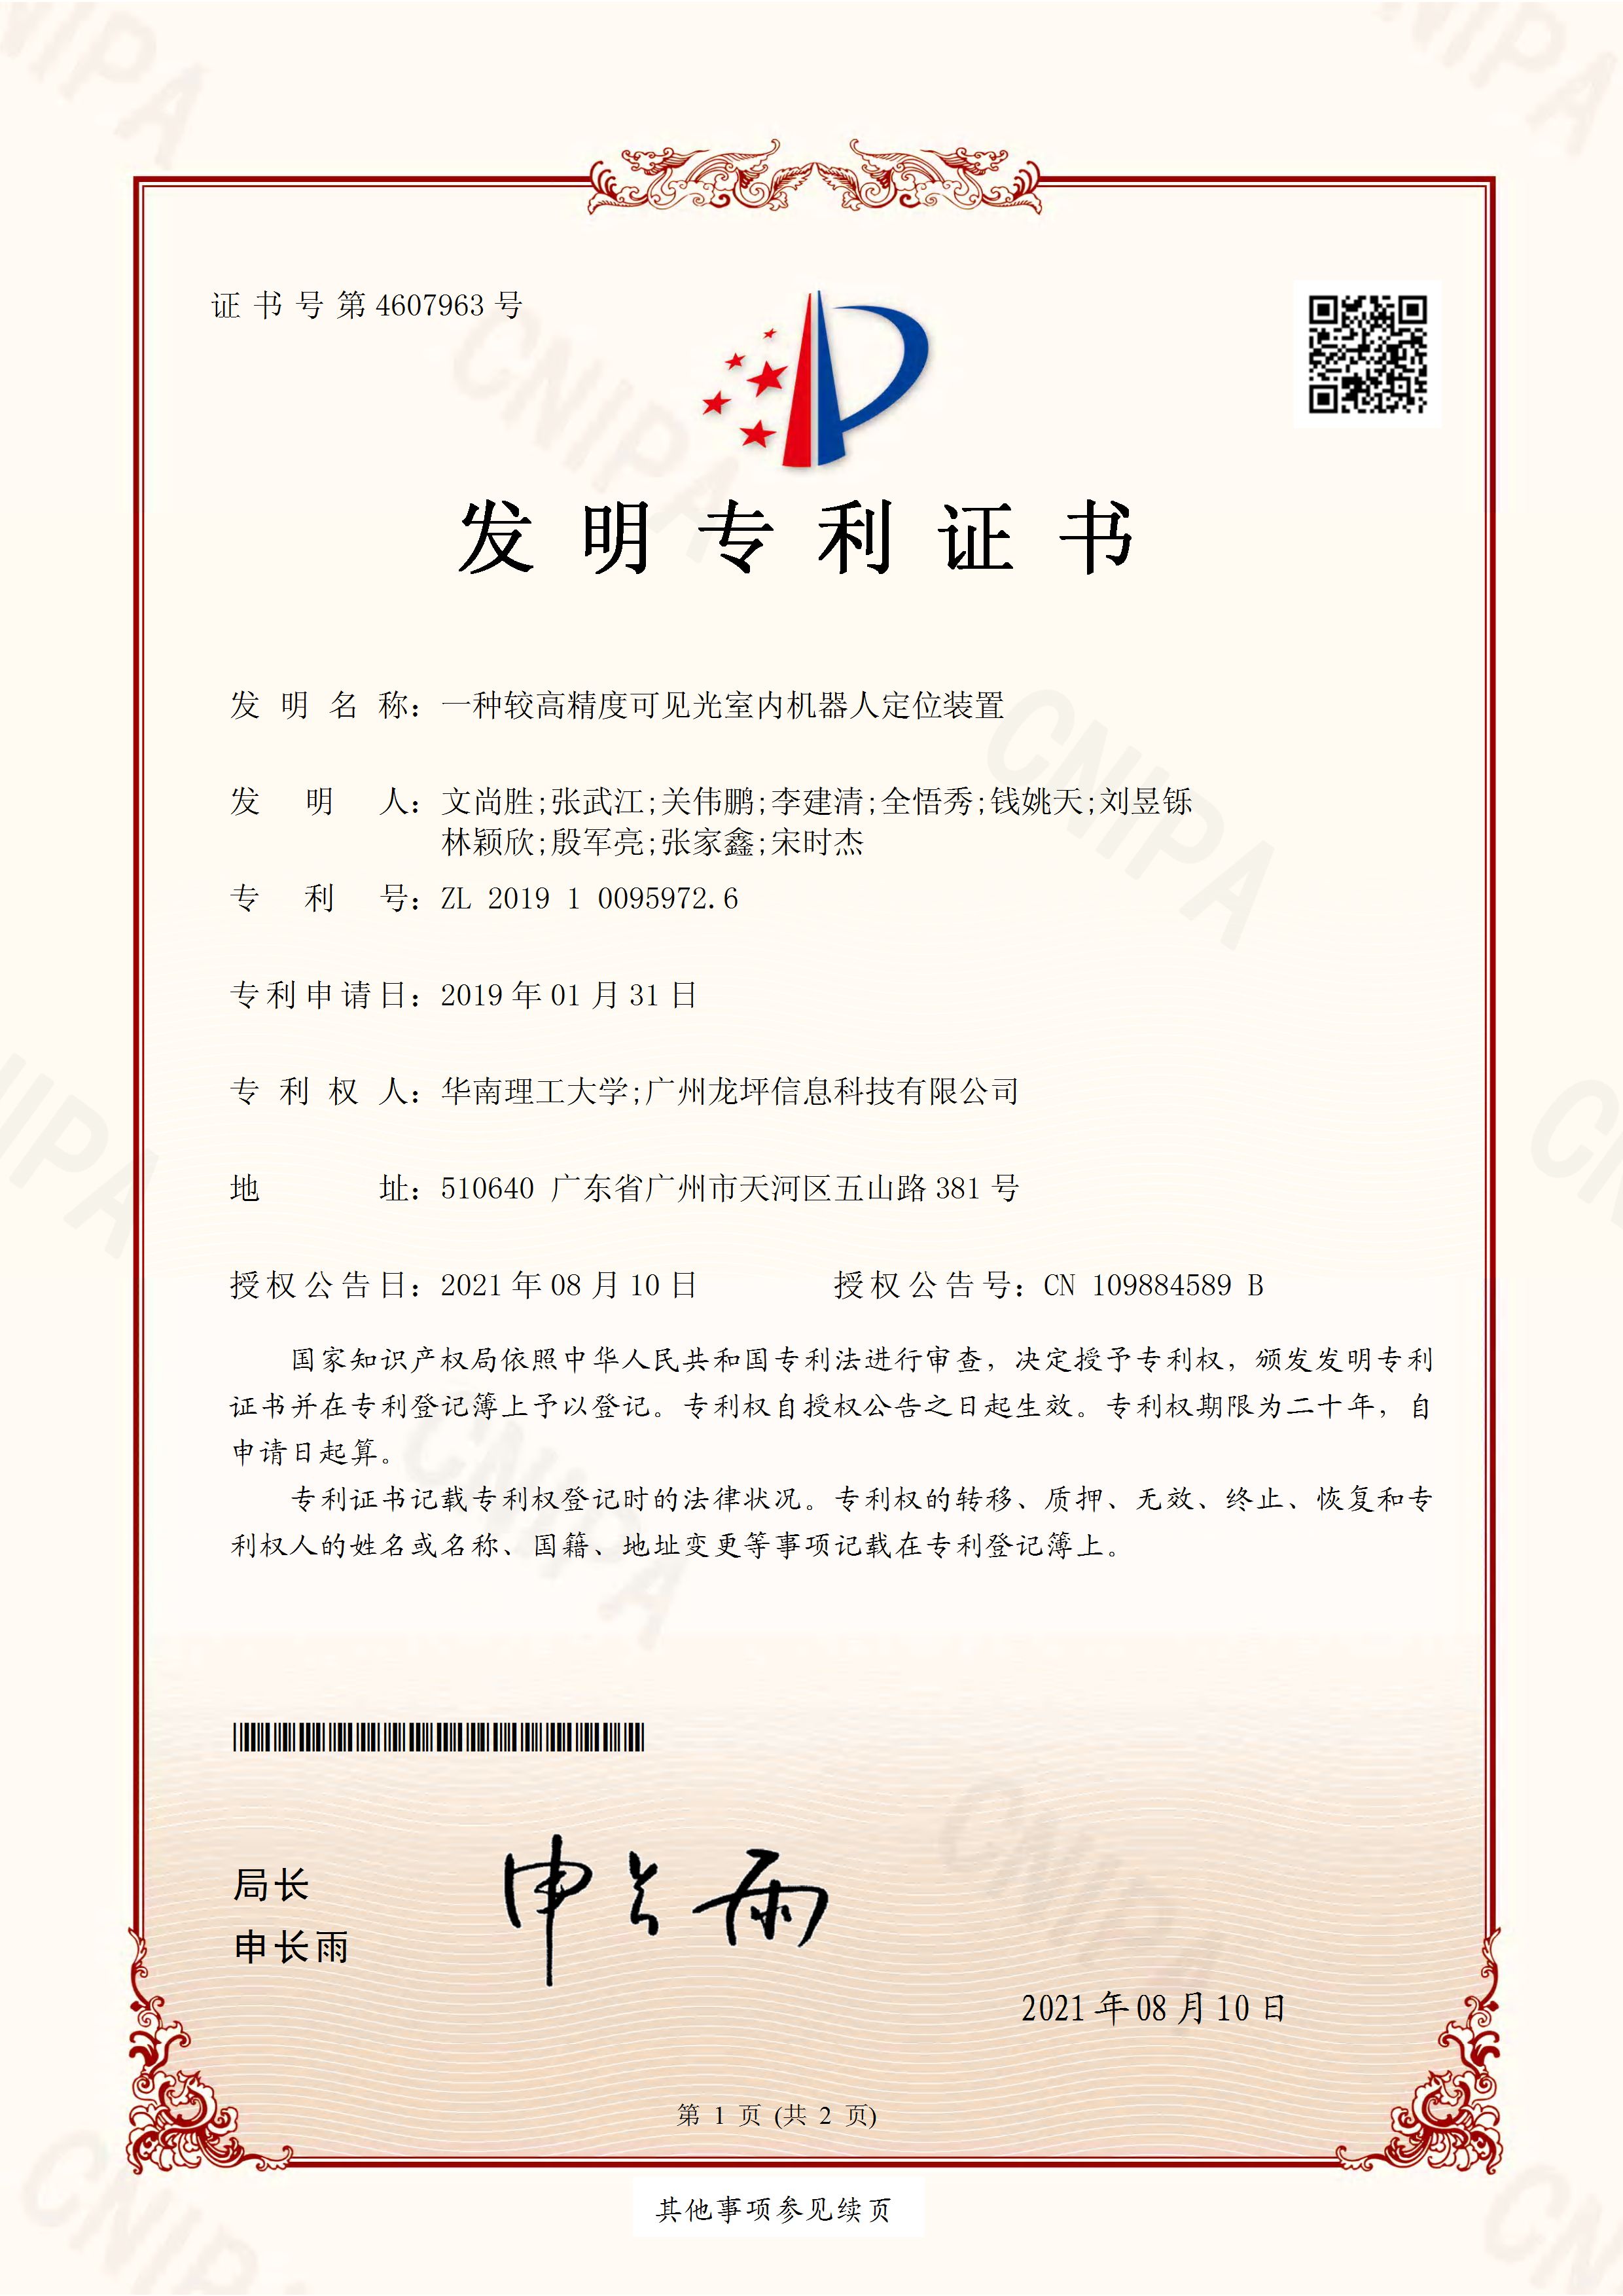 证书号第4607963号
发明专利证书
发明名称：一种较高精度可见光室内机器人定位装置
发明人：文尚胜;张武江;关伟鹏;李建清;全悟秀;钱姚天;刘昱铄
林颖欣;殷军亮;张家鑫;宋时杰
专利号：ZL 2019 1 0095972.6
专利申请日：2019年01月31日
专利权人：华南理工大学;广州龙坪信息科技有限公司
地址：510640 广东省广州市天河区五山路381号
授权公告日：2021年08月10日 授权公告号：CN 109884589 B
国家知识产权局依照中华人民共和国专利法进行审查，决定授予专利权，颁发发明专利
证书并在专利登记簿上予以登记。专利权自授权公告之日起生效。专利权期限为二十年，自
申请日起算。
专利证书记载专利权登记时的法律状况。专利权的转移、质押、无效、终止、恢复和专
利权人的姓名或名称、国籍、地址变更等事项记载在专利登记簿上。
局长
申长雨
申长雨
2021年08月10日
第 1 页 (共 2 页)
其他事项参见续页
CNIPA
CNIPA
CNIPA
CNIPA